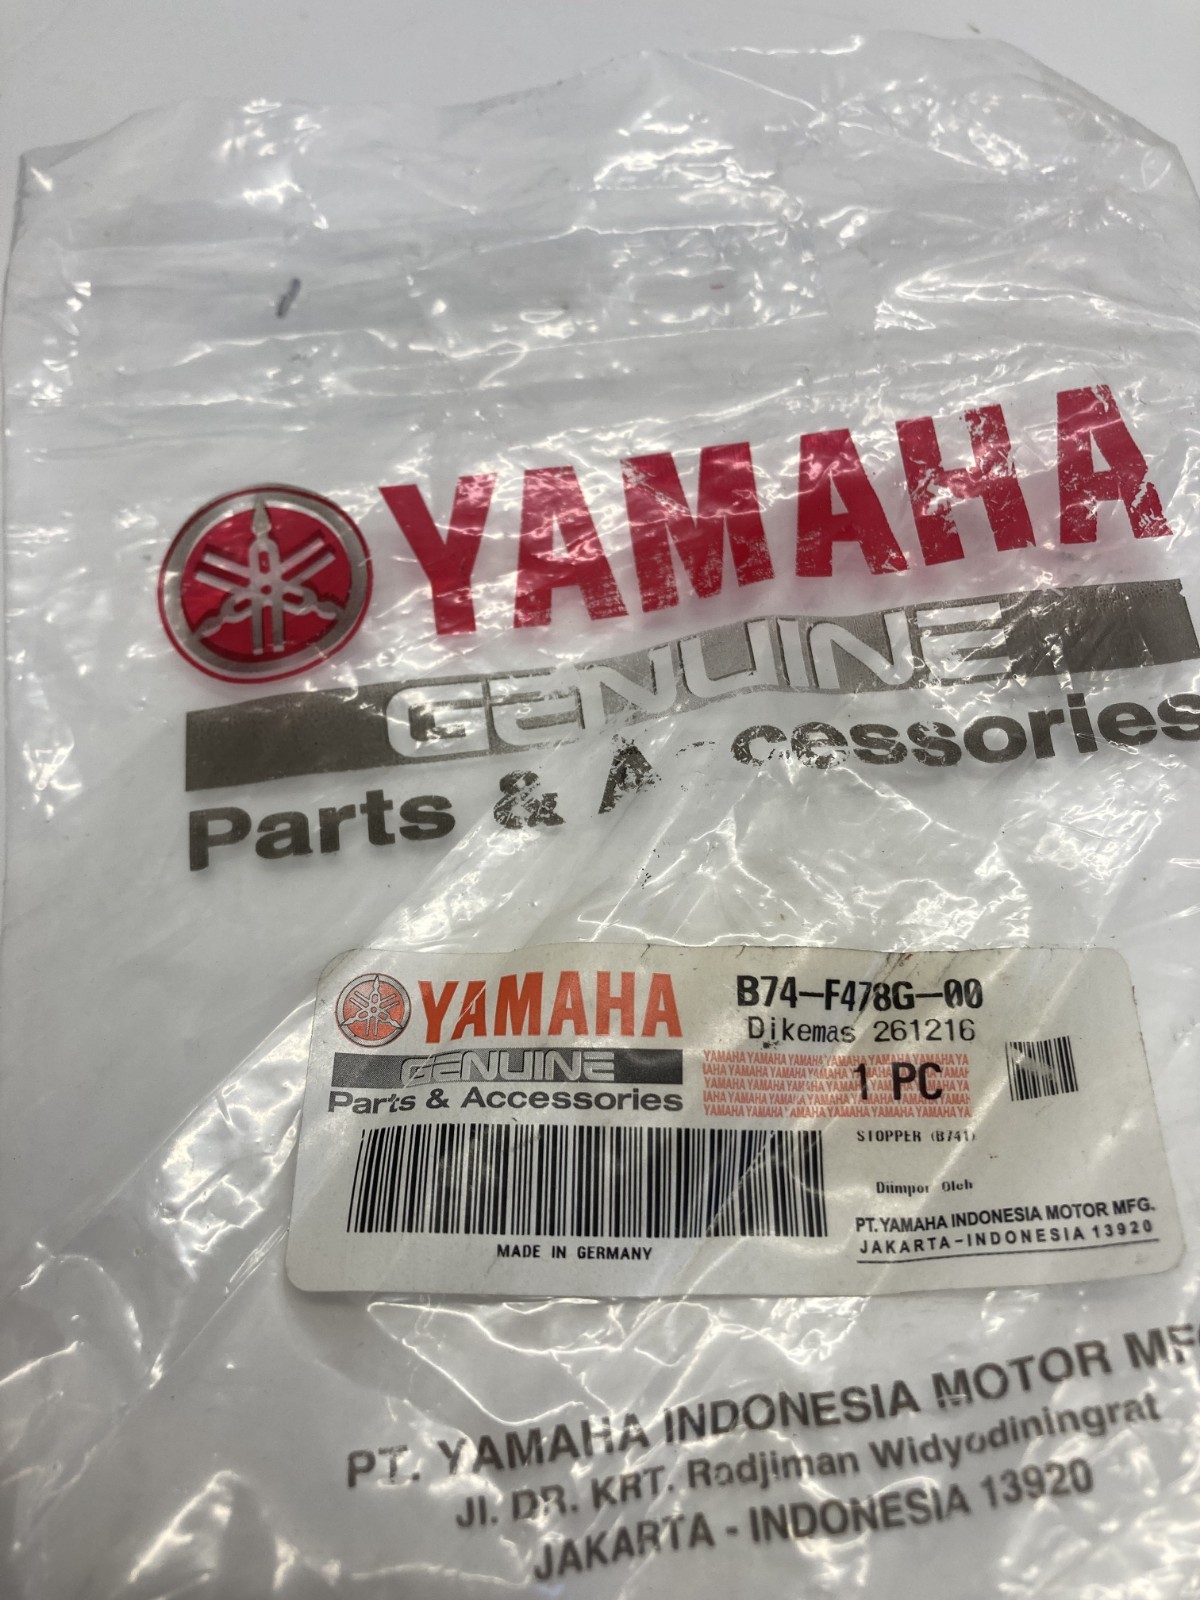 YAMAHA
GENUINE
Parts & Accessories
YAMAHA
GENUINE
Parts & Accessories
B74-F478G-00
Dikemas 261216
1 PC
STOPPER (B741)
Diimpor Oleh
PT. YAMAHA INDONESIA MOTOR MFG.
JAKARTA-INDONESIA 13920
MADE IN GERMANY
PT. YAMAHA INDONESIA MOTOR MFG
Jl. DR. KRT. Radjiman Widyodiningrat
JAKARTA - INDONESIA 13920